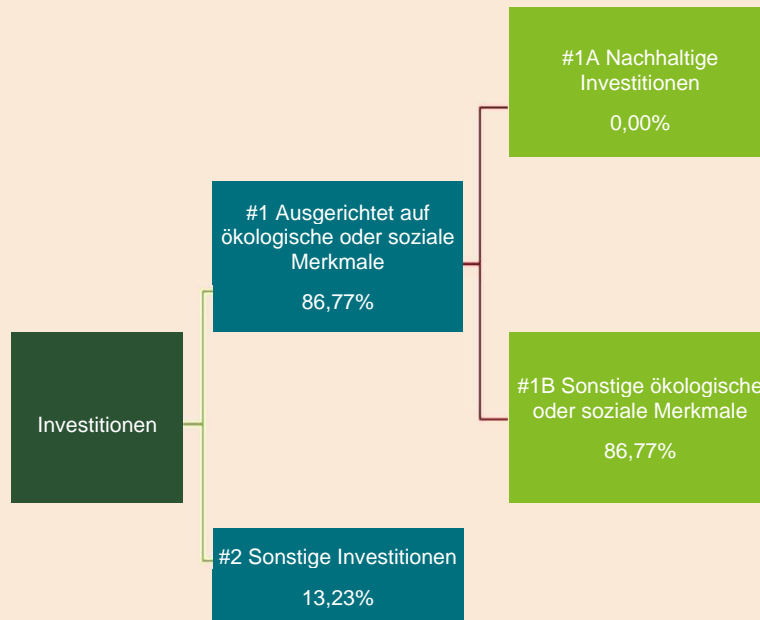 #1A Nachhaltige
Investitionen
0,00%
#1 Ausgerichtet auf
ökologische oder soziale
Merkmale
86,77%
Investitionen
#1B Sonstige ökologische
oder soziale Merkmale
86,77%
#2 Sonstige Investitionen
13,23%